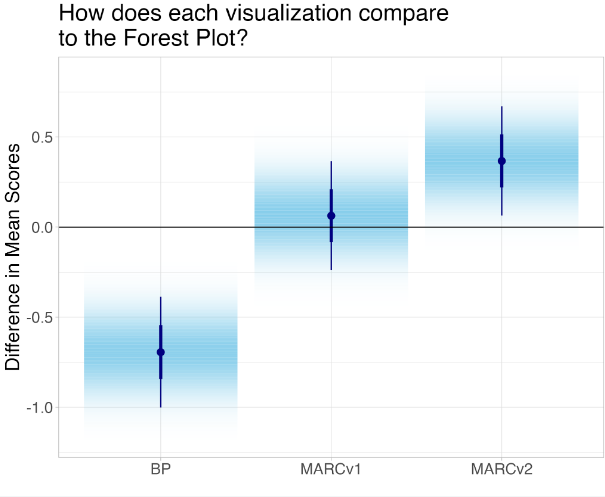 How does each visualization compare
to the Forest Plot?
Difference in Mean Scores
0.5
0.0
-0.5
-1.0
BP
MARCv1
MARCv2